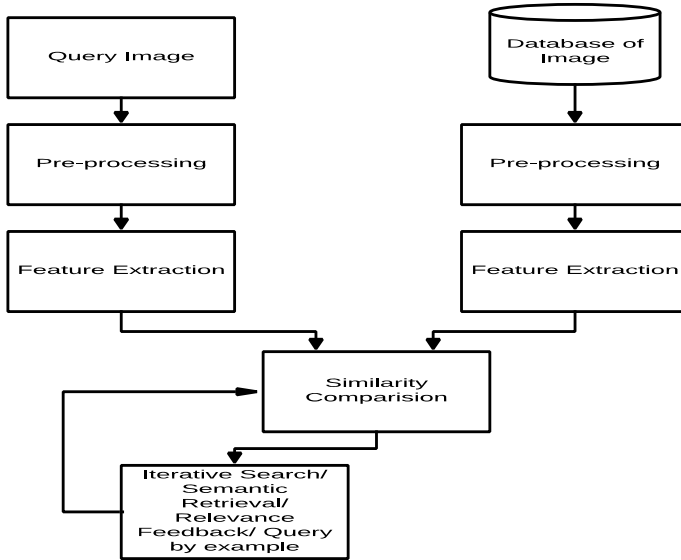 Query Image
Database of
Image
Pre-processing
Pre-processing
Feature Extraction
Feature Extraction
Similarity
Comparision
Iterative Search/
Semantic
Retrieval/
Relevance
Feedback/ Query
by example